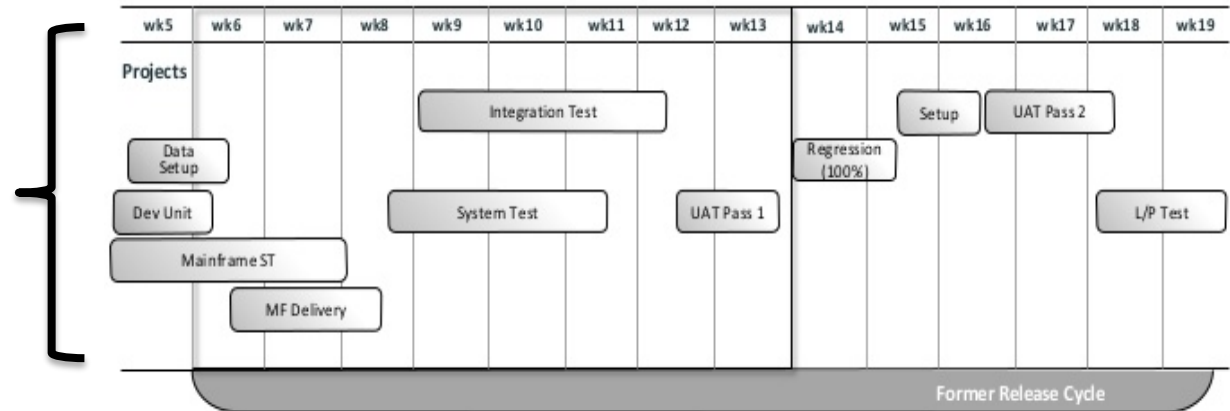 wk5 wk6 wk7 wk8 wk9 wk10 wk11 wk12 wk13 wk14 wk15 wk16 wk17 wk18 wk19
Projects
Integration Test
Setup
UAT Pass 2
Data
Setup
Regression
(100%)
Dev Unit
System Test
UAT Pass 1
L/P Test
Mainframe ST
MF Delivery
Former Release Cycle